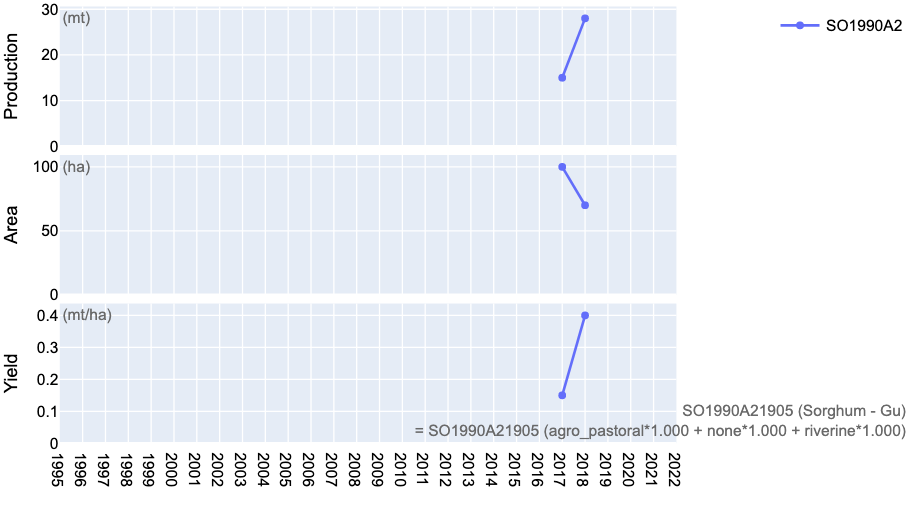 30
(mt)
20
10
0
Production
SO1990A2
100
(ha)
50
0
Area
0.4
(mt/ha)
0.3
0.2
0.1
0
Yield
SO1990A21905 (Sorghum - Gu)
= SO1990A21905 (agro_pastoral*1.000 + none*1.000 + riverine*1.000)
1995 1996 1997 1998 1999 2000 2001 2002 2003 2004 2005 2006 2007 2008 2009 2010 2011 2012 2013 2014 2015 2016 2017 2018 2019 2020 2021 2022